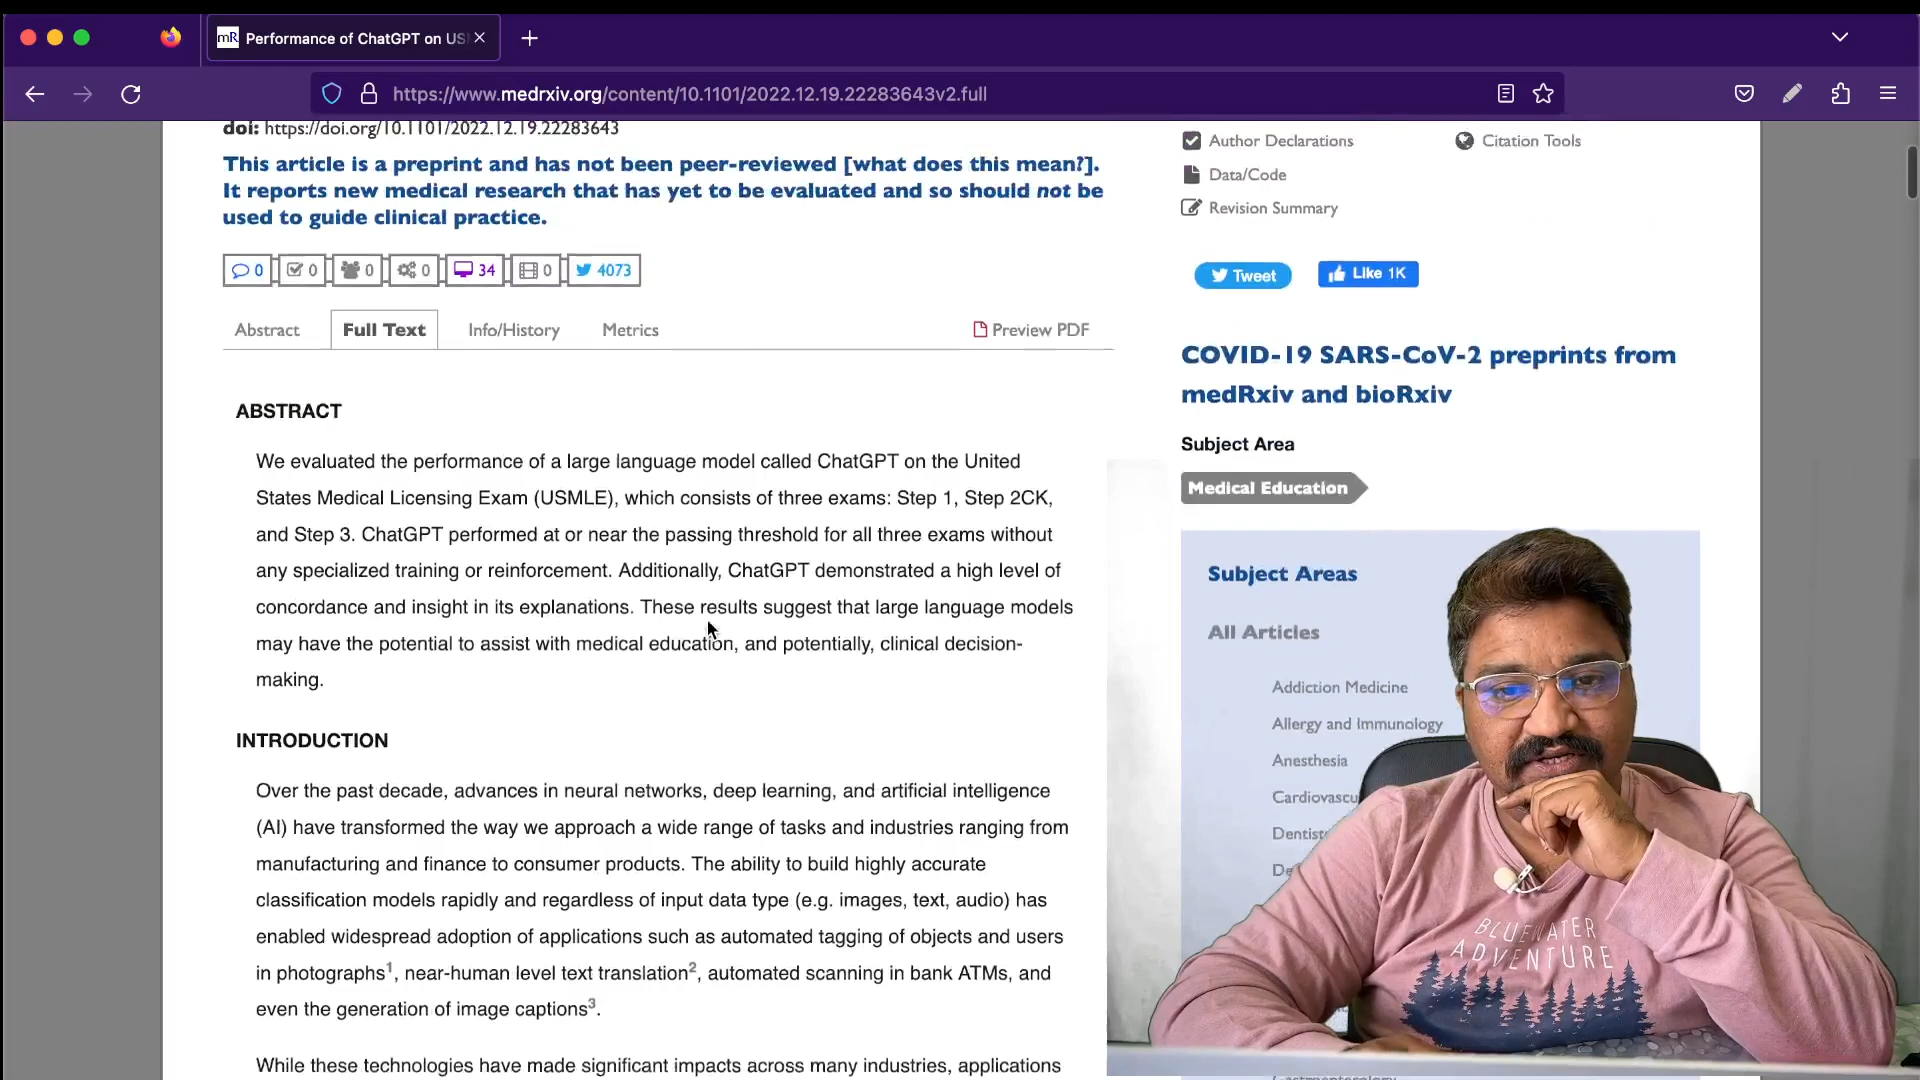 mR Performance of ChatGPT on US
https://www.medrxiv.org/content/10.1101/2022.12.19.22283643v2.full
doi: https://doi.org/10.1101/2022.12.19.22283643
This article is a preprint and has not been peer-reviewed [what does this mean?].
It reports new medical research that has yet to be evaluated and so should not be
used to guide clinical practice.
0 0 0 0 34 0 4073
Abstract Full Text Info/History Metrics Preview PDF
ABSTRACT
We evaluated the performance of a large language model called ChatGPT on the United
States Medical Licensing Exam (USMLE), which consists of three exams: Step 1, Step 2CK,
and Step 3. ChatGPT performed at or near the passing threshold for all three exams without
any specialized training or reinforcement. Additionally, ChatGPT demonstrated a high level of
concordance and insight in its explanations. These results suggest that large language models
may have the potential to assist with medical education, and potentially, clinical decision-
making.
INTRODUCTION
Over the past decade, advances in neural networks, deep learning, and artificial intelligence
(AI) have transformed the way we approach a wide range of tasks and industries ranging from
manufacturing and finance to consumer products. The ability to build highly accurate
classification models rapidly and regardless of input data type (e.g. images, text, audio) has
enabled widespread adoption of applications such as automated tagging of objects and users
in photographs1, near-human level text translation2, automated scanning in bank ATMs, and
even the generation of image captions3.
While these technologies have made significant impacts across many industries, applications
Author Declarations Citation Tools
Data/Code
Revision Summary
Tweet Like 1K
COVID-19 SARS-CoV-2 preprints from
medRxiv and bioRxiv
Subject Area
Medical Education
Subject Areas
All Articles
Addiction Medicine
Allergy and Immunology
Anesthesia
Cardiovascu
Dentist
De
BLUEWATER
ADVENTURE